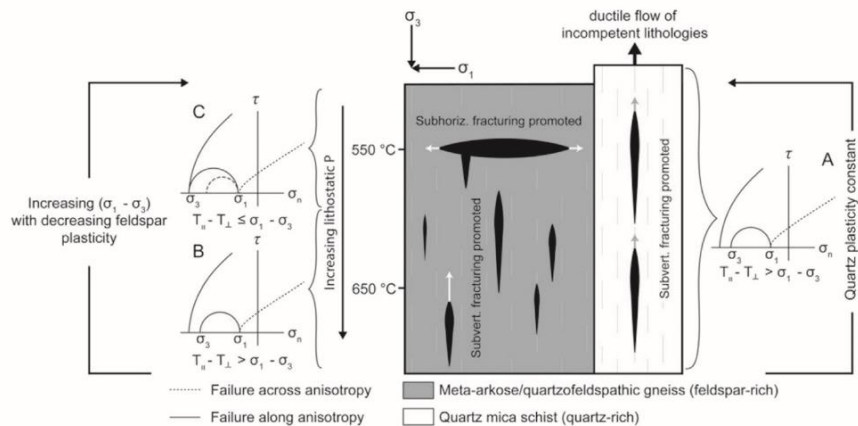 σ₃
σ₁
ductile flow of
incompetent lithologies
C
τ
σ₃
σ₁
σₙ
T॥ - T⊥ ≤ σ₁ - σ₃
Increasing (σ₁ - σ₃)
with decreasing feldspar
plasticity
B
τ
σ₃
σ₁
σₙ
T॥ - T⊥ > σ₁ - σ₃
Increasing lithostatic P
550 °C
650 °C
Subhoriz. fracturing promoted
Subvert. fracturing promoted
Subvert. fracturing promoted
A
τ
σ₃
σ₁
σₙ
T॥ - T⊥ > σ₁ - σ₃
Quartz plasticity constant
Failure across anisotropy
Failure along anisotropy
Meta-arkose/quartzofeldspathic gneiss (feldspar-rich)
Quartz mica schist (quartz-rich)